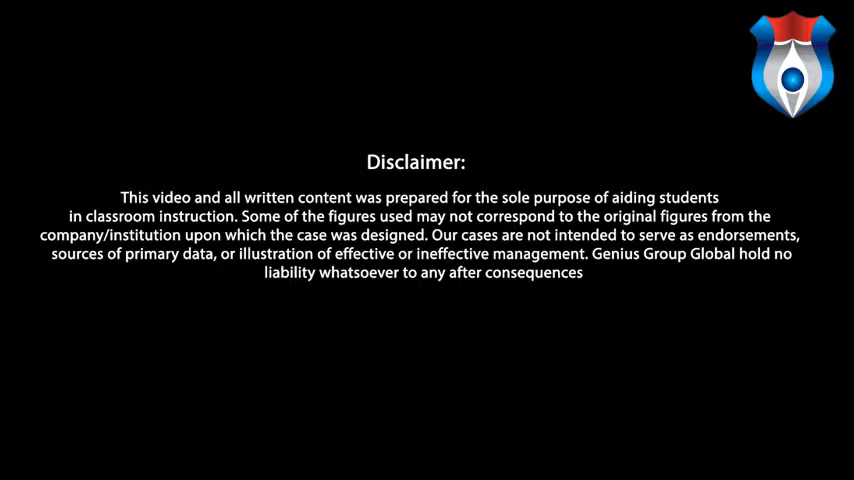 Disclaimer:
This video and all written content was prepared for the sole purpose of aiding students
in classroom instruction. Some of the figures used may not correspond to the original figures from the
company/institution upon which the case was designed. Our cases are not intended to serve as endorsements,
sources of primary data, or illustration of effective or ineffective management. Genius Group Global hold no
liability whatsoever to any after consequences